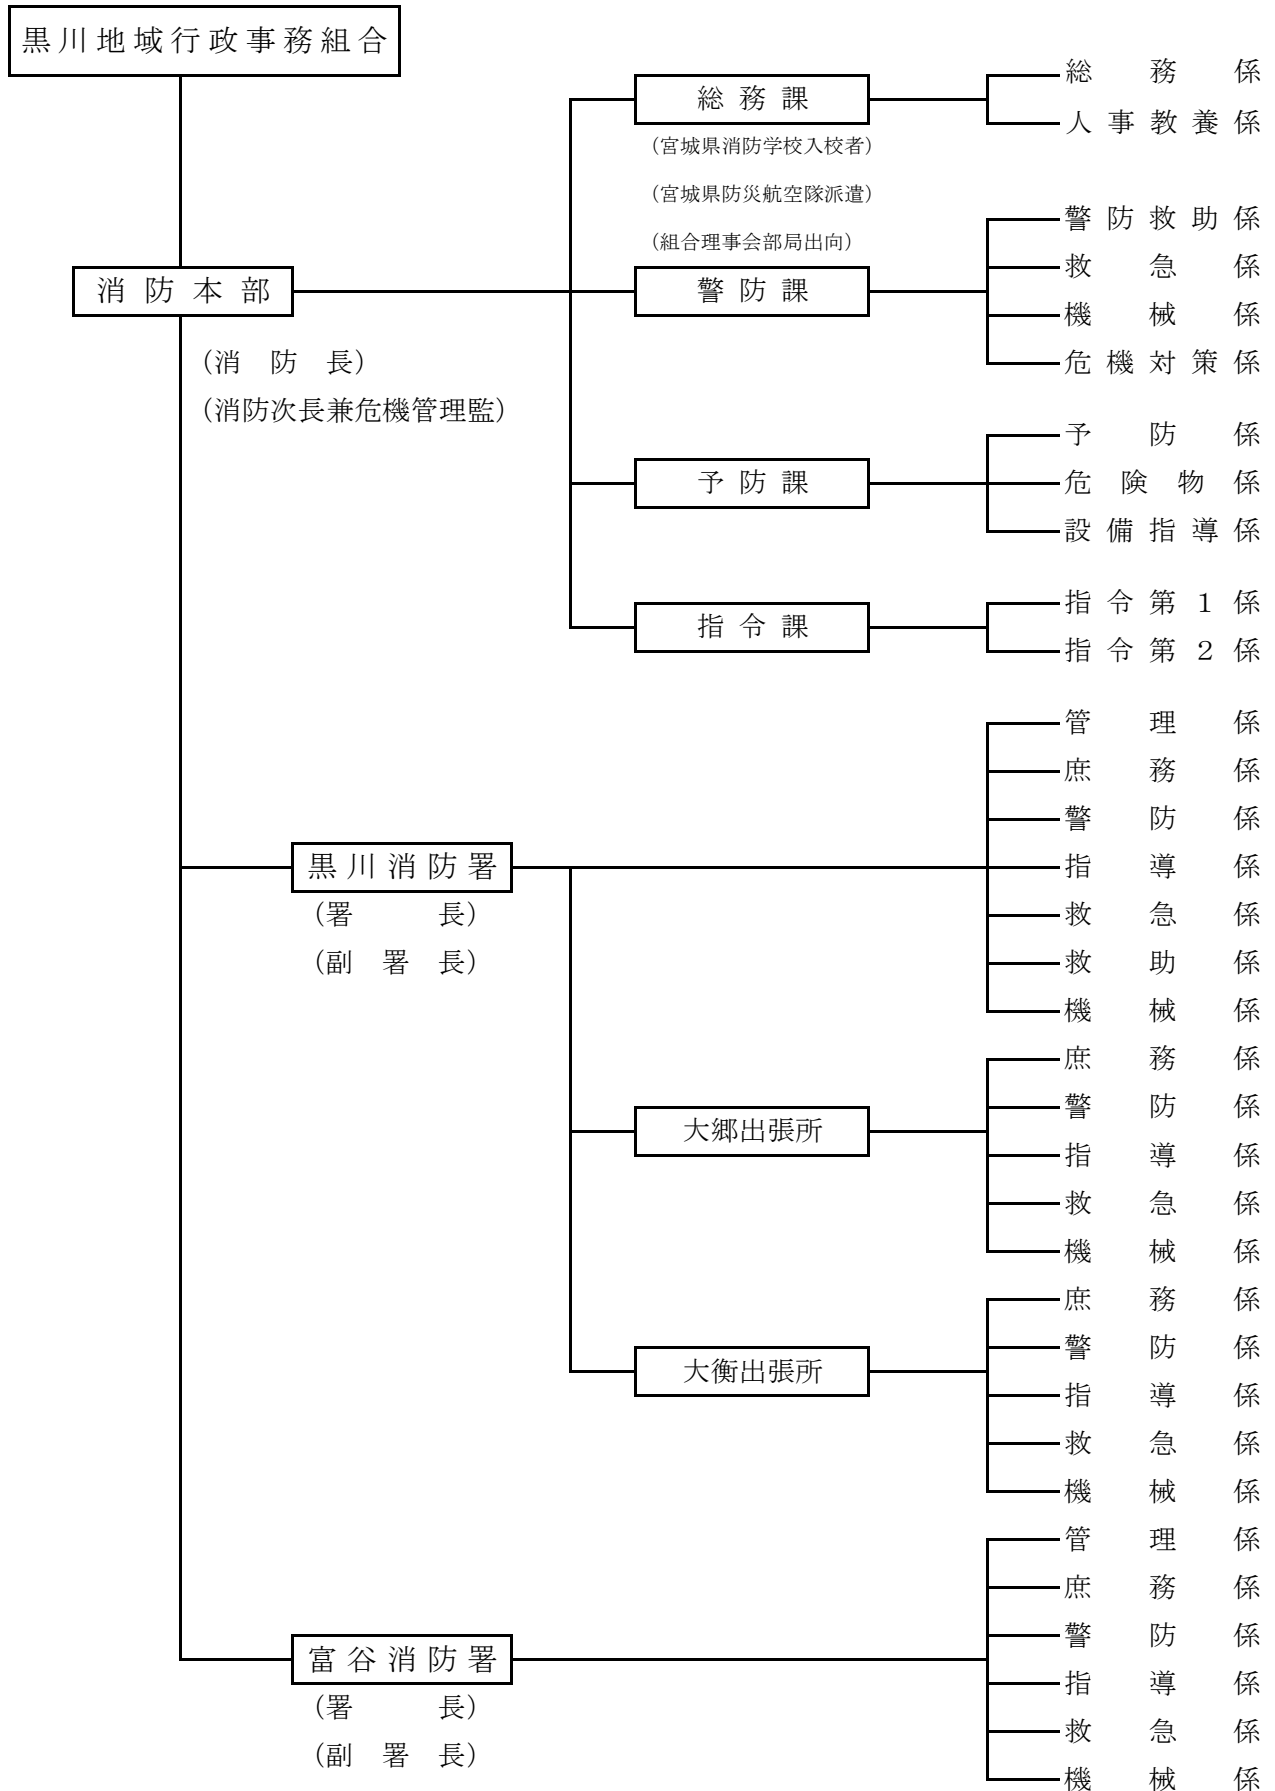 黒川地域行政事務組合
消防本部
（消　防　長）
（消防次長兼危機管理監）
総務課
（宮城県消防学校入校者）
（宮城県防災航空隊派遣）
（組合理事会部局出向）
総務係
人事教養係
警防課
警防救助係
救急係
機械係
危機対策係
予防課
予防係
危険物係
設備指導係
指令課
指令第１係
指令第２係
黒川消防署
（署　　　長）
（副　署　長）
管理係
庶務係
警防係
指導係
救急係
救助係
機械係
大郷出張所
庶務係
警防係
指導係
救急係
機械係
大衡出張所
庶務係
警防係
指導係
救急係
機械係
富谷消防署
（署　　　長）
（副　署　長）
管理係
庶務係
警防係
指導係
救急係
機械係